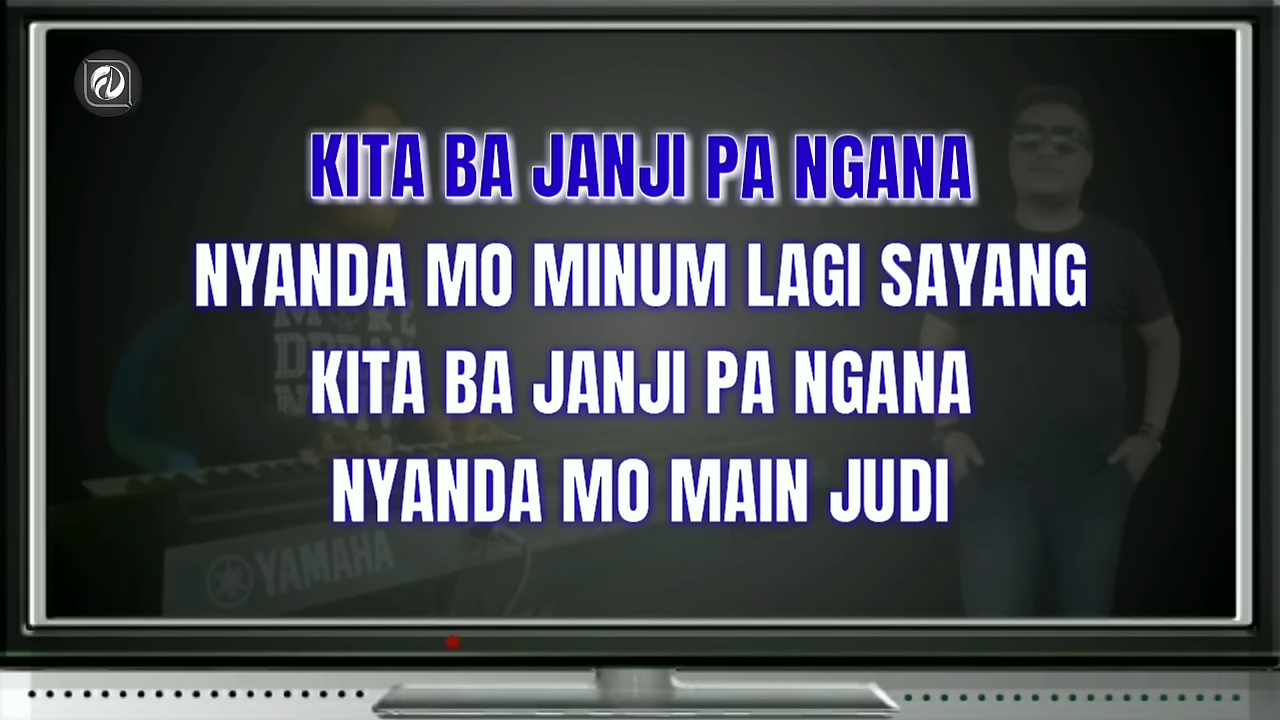 KITA BA JANJI PA NGANA
NYANDA MO MINUM LAGI SAYANG
KITA BA JANJI PA NGANA
NYANDA MO MAIN JUDI
YAMAHA